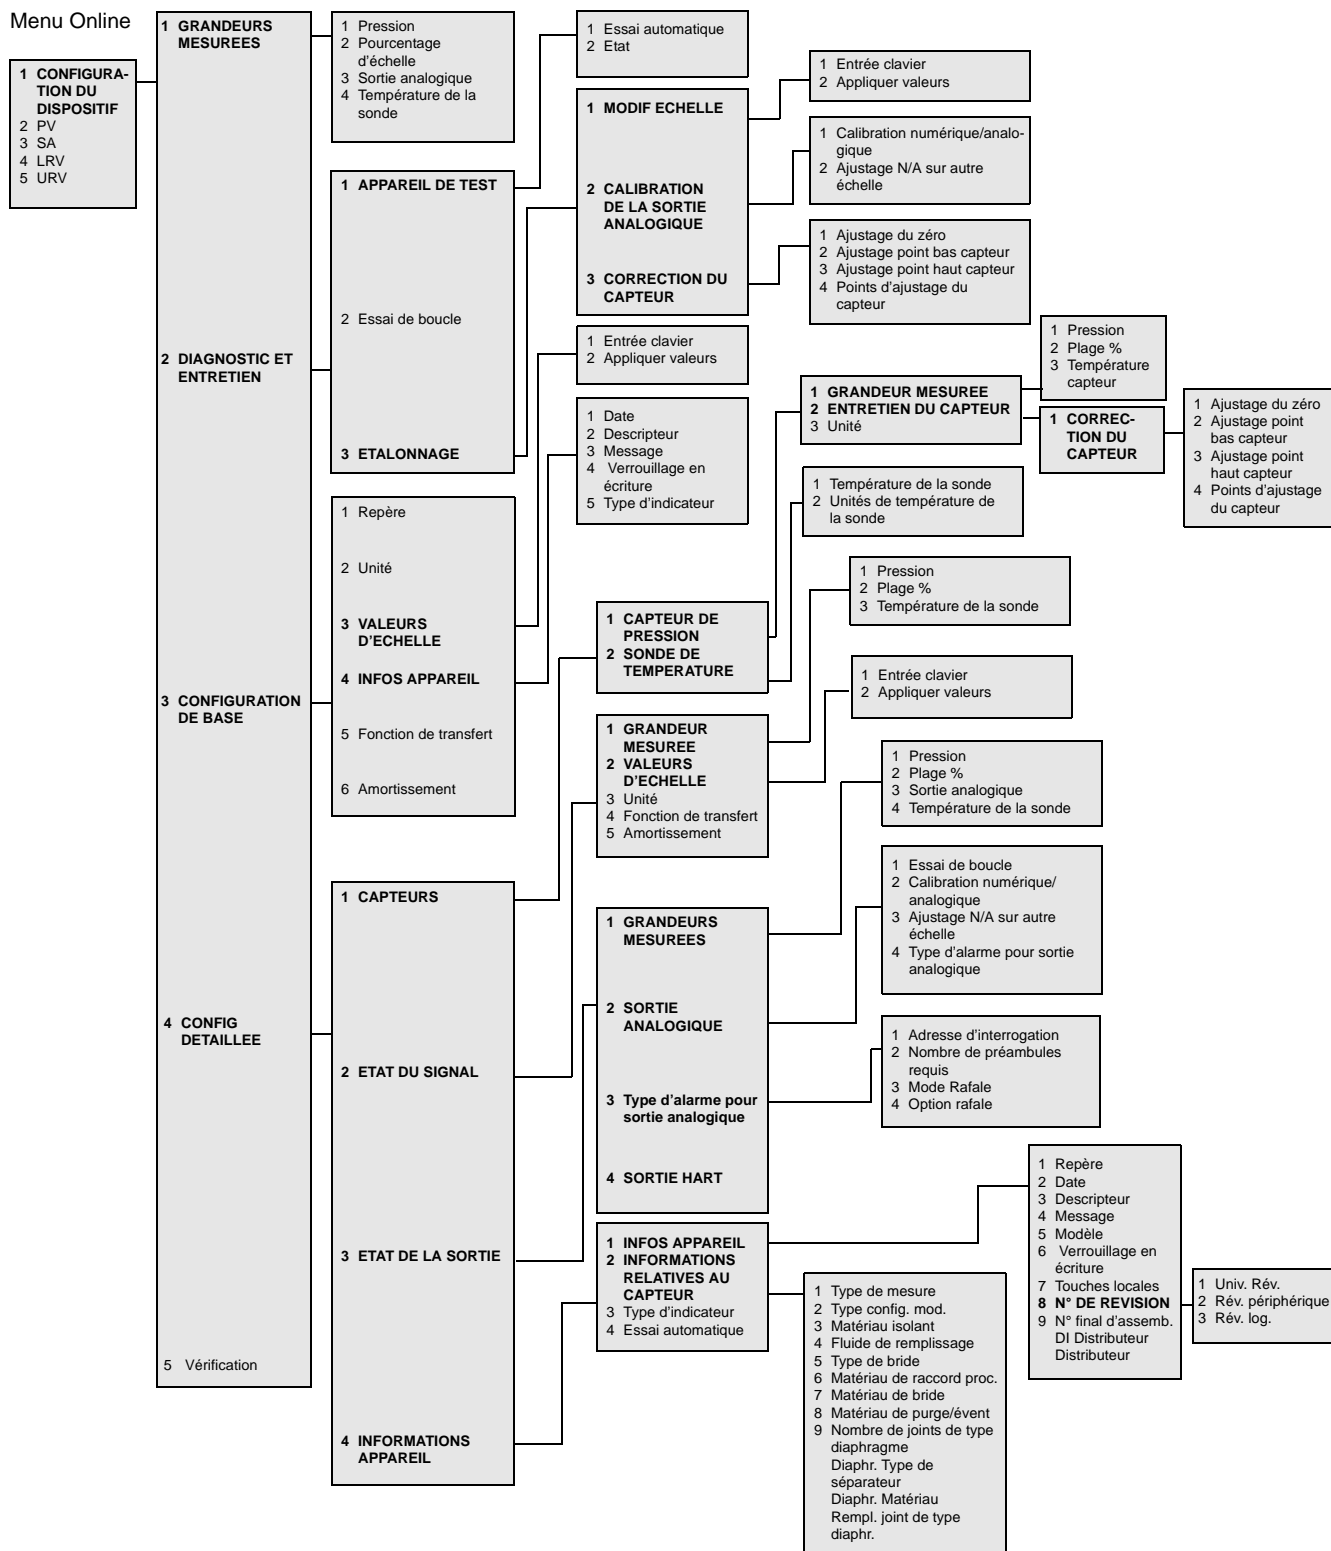 Menu Online
1 CONFIGURA-
TION DU
DISPOSITIF
2 PV
3 SA
4 LRV
5 URV
1 GRANDEURS
MESUREES
2 DIAGNOSTIC ET
ENTRETIEN
3 CONFIGURATION
DE BASE
4 CONFIG
DETAILLEE
5 Vérification
1 Pression
2 Pourcentage
d'échelle
3 Sortie analogique
4 Température de la
sonde
1 APPAREIL DE TEST
2 Essai de boucle
3 ETALONNAGE
1 Repère
2 Unité
3 VALEURS
D'ECHELLE
4 INFOS APPAREIL
5 Fonction de transfert
6 Amortissement
1 CAPTEURS
2 ETAT DU SIGNAL
3 ETAT DE LA SORTIE
4 INFORMATIONS
APPAREIL
1 Essai automatique
2 Etat
1 MODIF ECHELLE
2 CALIBRATION
DE LA SORTIE
ANALOGIQUE
3 CORRECTION DU
CAPTEUR
1 Entrée clavier
2 Appliquer valeurs
1 Date
2 Descripteur
3 Message
4 Verrouillage en
écriture
5 Type d'indicateur
1 CAPTEUR DE
PRESSION
2 SONDE DE
TEMPERATURE
1 GRANDEUR
MESUREE
2 VALEURS
D'ECHELLE
3 Unité
4 Fonction de transfert
5 Amortissement
1 GRANDEURS
MESUREES
2 SORTIE
ANALOGIQUE
3 Type d'alarme pour
sortie analogique
4 SORTIE HART
1 INFOS APPAREIL
2 INFORMATIONS
RELATIVES AU
CAPTEUR
3 Type d'indicateur
4 Essai automatique
1 Entrée clavier
2 Appliquer valeurs
1 Calibration numérique/analo-
gique
2 Ajustage N/A sur autre
échelle
1 Ajustage du zéro
2 Ajustage point bas capteur
3 Ajustage point haut capteur
4 Points d'ajustage du
capteur
1 GRANDEUR MESUREE
2 ENTRETIEN DU CAPTEUR
3 Unité
1 Pression
2 Plage %
3 Température
capteur
1 CORREC-
TION DU
CAPTEUR
1 Ajustage du zéro
2 Ajustage point
bas capteur
3 Ajustage point
haut capteur
4 Points d'ajustage
du capteur
1 Température de la sonde
2 Unités de température de
la sonde
1 Pression
2 Plage %
3 Température de la sonde
1 Entrée clavier
2 Appliquer valeurs
1 Pression
2 Plage %
3 Sortie analogique
4 Température de la sonde
1 Essai de boucle
2 Calibration numérique/
analogique
3 Ajustage N/A sur autre
échelle
4 Type d'alarme pour sortie
analogique
1 Adresse d'interrogation
2 Nombre de préambules
requis
3 Mode Rafale
4 Option rafale
1 Repère
2 Date
3 Descripteur
4 Message
5 Modèle
6 Verrouillage en
écriture
7 Touches locales
8 N° DE REVISION
9 N° final d'assemb.
DI Distributeur
Distributeur
1 Univ. Rév.
2 Rév. périphérique
3 Rév. log.
1 Type de mesure
2 Type config. mod.
3 Matériau isolant
4 Fluide de remplissage
5 Type de bride
6 Matériau de raccord proc.
7 Matériau de bride
8 Matériau de purge/évent
9 Nombre de joints de type
diaphragme
Diaphr. Type de
séparateur
Diaphr. Matériau
Rempl. joint de type
diaphr.